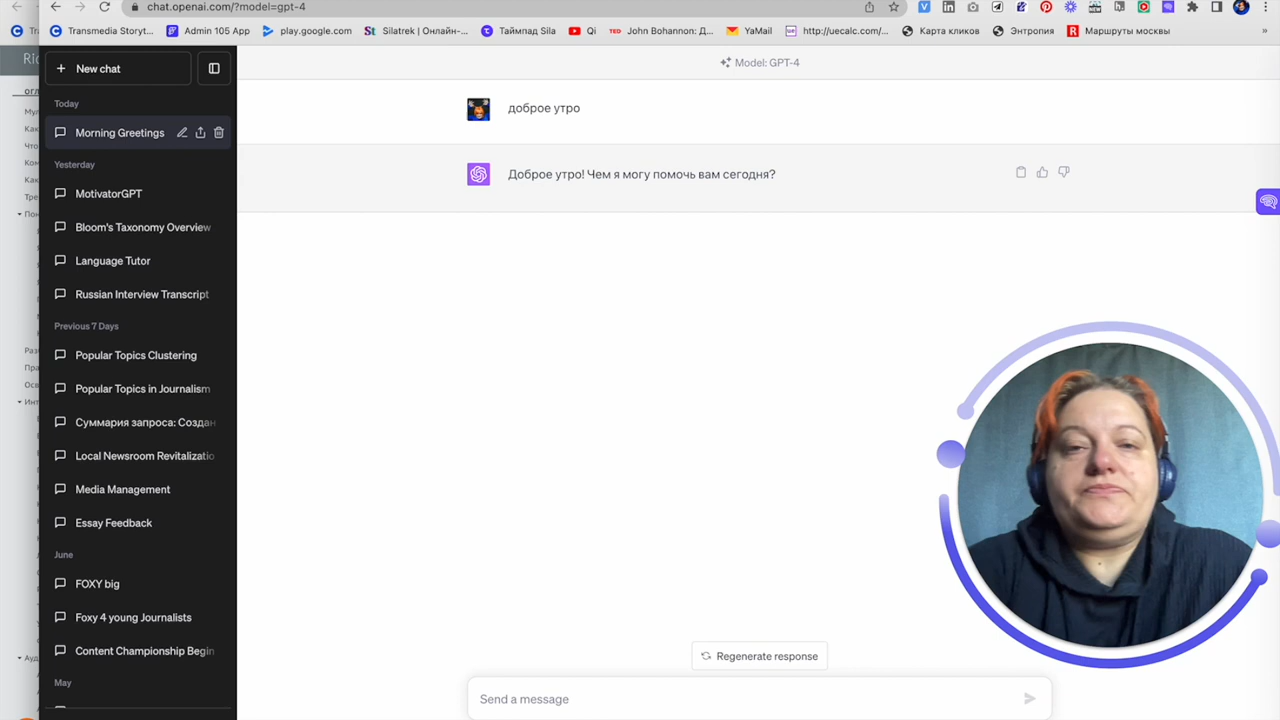 chat.openai.com/?model=gpt-4
Transmedia Storyt...
Admin 105 App
play.google.com
Silatrek | Онлайн-...
Таймпад Sila
Qi
TED
John Bohannon: Д...
YaMail
http://uecalc.com/...
Карта кликов
Энтропия
Маршруты москвы
»
New chat
Model: GPT-4
Today
Morning Greetings
доброе утро
Yesterday
Доброе утро! Чем я могу помочь вам сегодня?
MotivatorGPT
Bloom's Taxonomy Overview
Language Tutor
Russian Interview Transcript
Previous 7 Days
Popular Topics Clustering
Popular Topics in Journalism
Суммария запроса: Создан
Local Newsroom Revitalizatio
Media Management
Essay Feedback
June
FOXY big
Foxy 4 young Journalists
Content Championship Begin
May
Regenerate response
Send a message